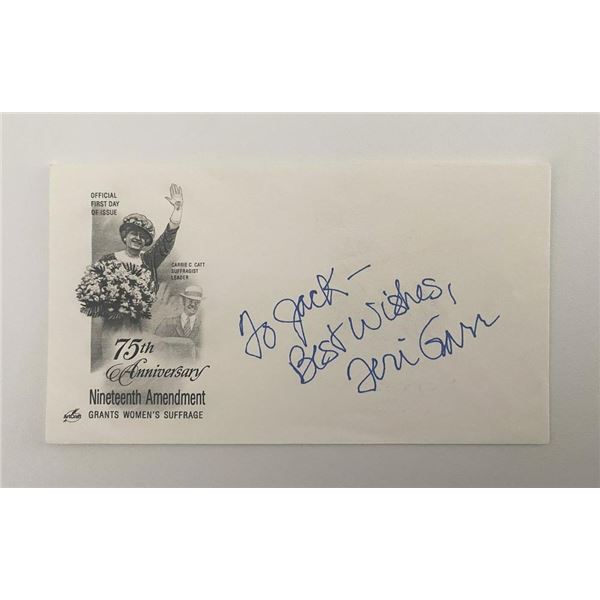 OFFICIAL
FIRST DAY
OF ISSUE
CARRIE C. CATT
SUFFRAGIST
LEADER
75th
Anniversary
Nineteenth Amendment
GRANTS WOMEN'S SUFFRAGE
To Jack -
Best Wishes,
Teri Garr